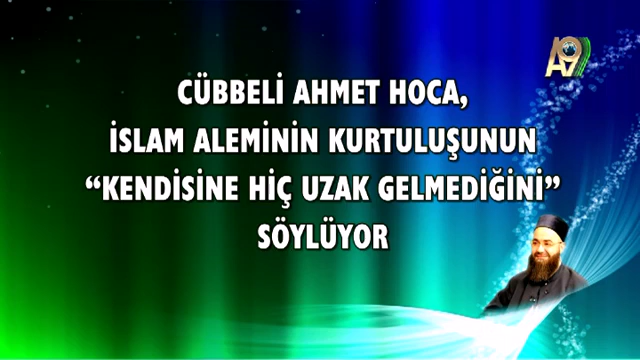 A9
CÜBBELİ AHMET HOCA,
İSLAM ALEMİNİN KURTULUŞUNUN
“KENDİSİNE HİÇ UZAK GELMEDİĞİNİ”
SÖYLÜYOR